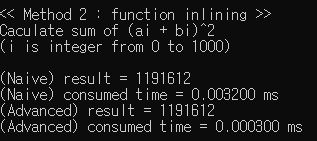 << Method 2 : function inlining >>
Caculate sum of (ai + bi)^2
(i is integer from 0 to 1000)
(Naive) result = 1191612
(Naive) consumed time = 0.003200 ms
(Advanced) result = 1191612
(Advanced) consumed time = 0.000300 ms